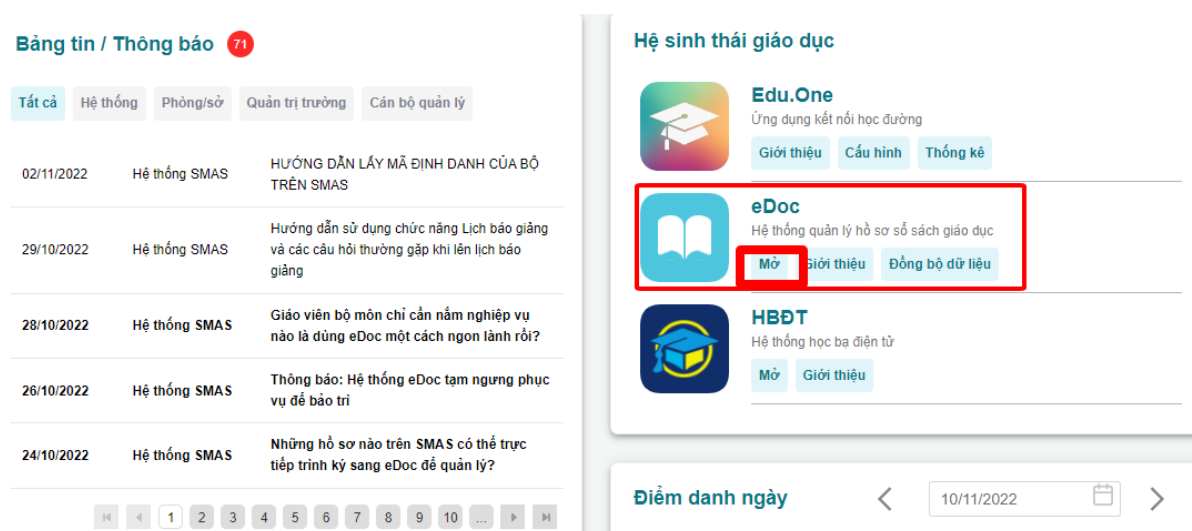 Bảng tin / Thông báo 71
Tất cả Hệ thống Phòng/sở Quản trị trường Cán bộ quản lý
02/11/2022 Hệ thống SMAS HƯỚNG DẪN LẤY MÃ ĐỊNH DANH CỦA BỘ
TRÊN SMAS
29/10/2022 Hệ thống SMAS Hướng dẫn sử dụng chức năng Lịch báo giảng
và các câu hỏi thường gặp khi lên lịch báo
giảng
28/10/2022 Hệ thống SMAS Giáo viên bộ môn chỉ cần nắm nghiệp vụ
nào là dùng eDoc một cách ngon lành rồi?
26/10/2022 Hệ thống SMAS Thông báo: Hệ thống eDoc tạm ngưng phục
vụ để bảo trì
24/10/2022 Hệ thống SMAS Những hồ sơ nào trên SMAS có thể trực
tiếp trình ký sang eDoc để quản lý?
1 2 3 4 5 6 7 8 9 10 ...
Hệ sinh thái giáo dục
Edu.One
Ứng dụng kết nối học đường
Giới thiệu Cấu hình Thống kê
eDoc
Hệ thống quản lý hồ sơ sổ sách giáo dục
Mở Giới thiệu Đồng bộ dữ liệu
HBĐT
Hệ thống học bạ điện tử
Mở Giới thiệu
Điểm danh ngày 10/11/2022